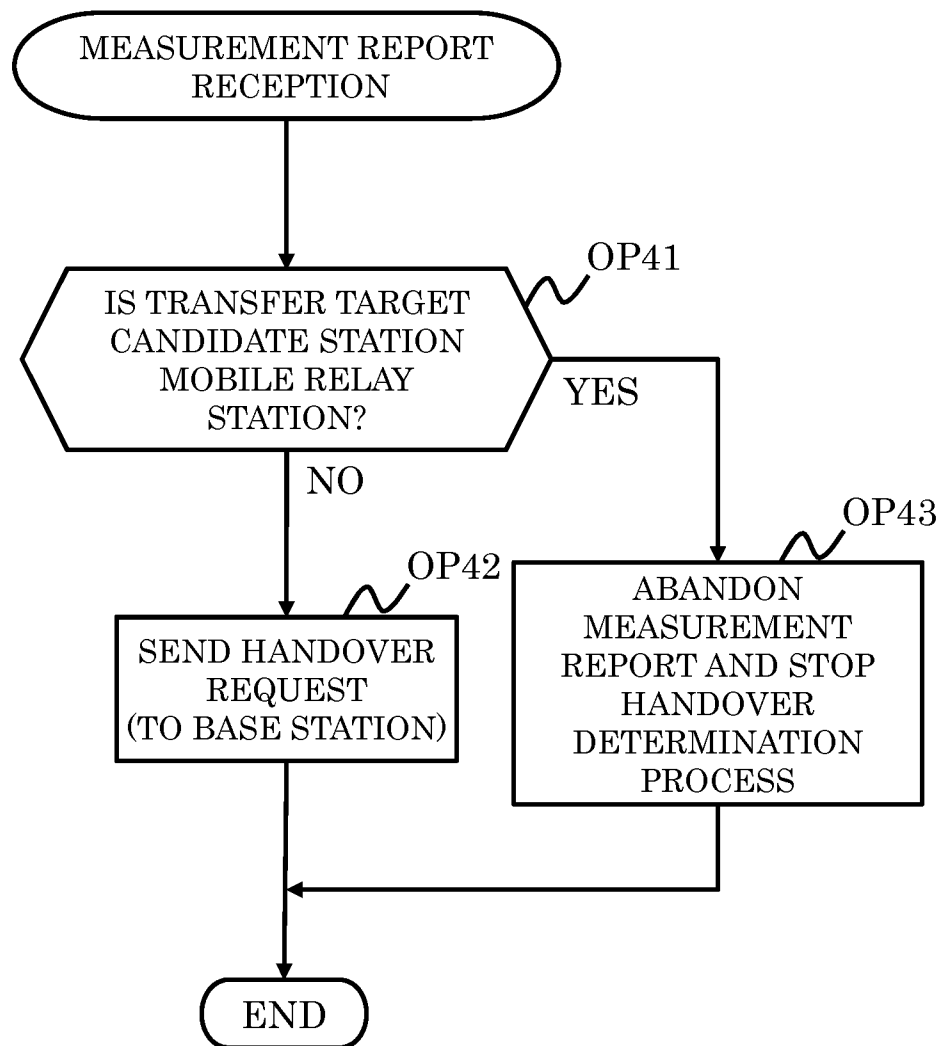 MEASUREMENT REPORT
RECEPTION
OP41
IS TRANSFER TARGET
CANDIDATE STATION
MOBILE RELAY
STATION?
YES
NO
OP43
OP42
ABANDON
MEASUREMENT
REPORT AND STOP
HANDOVER
DETERMINATION
PROCESS
SEND HANDOVER
REQUEST
(TO BASE STATION)
END